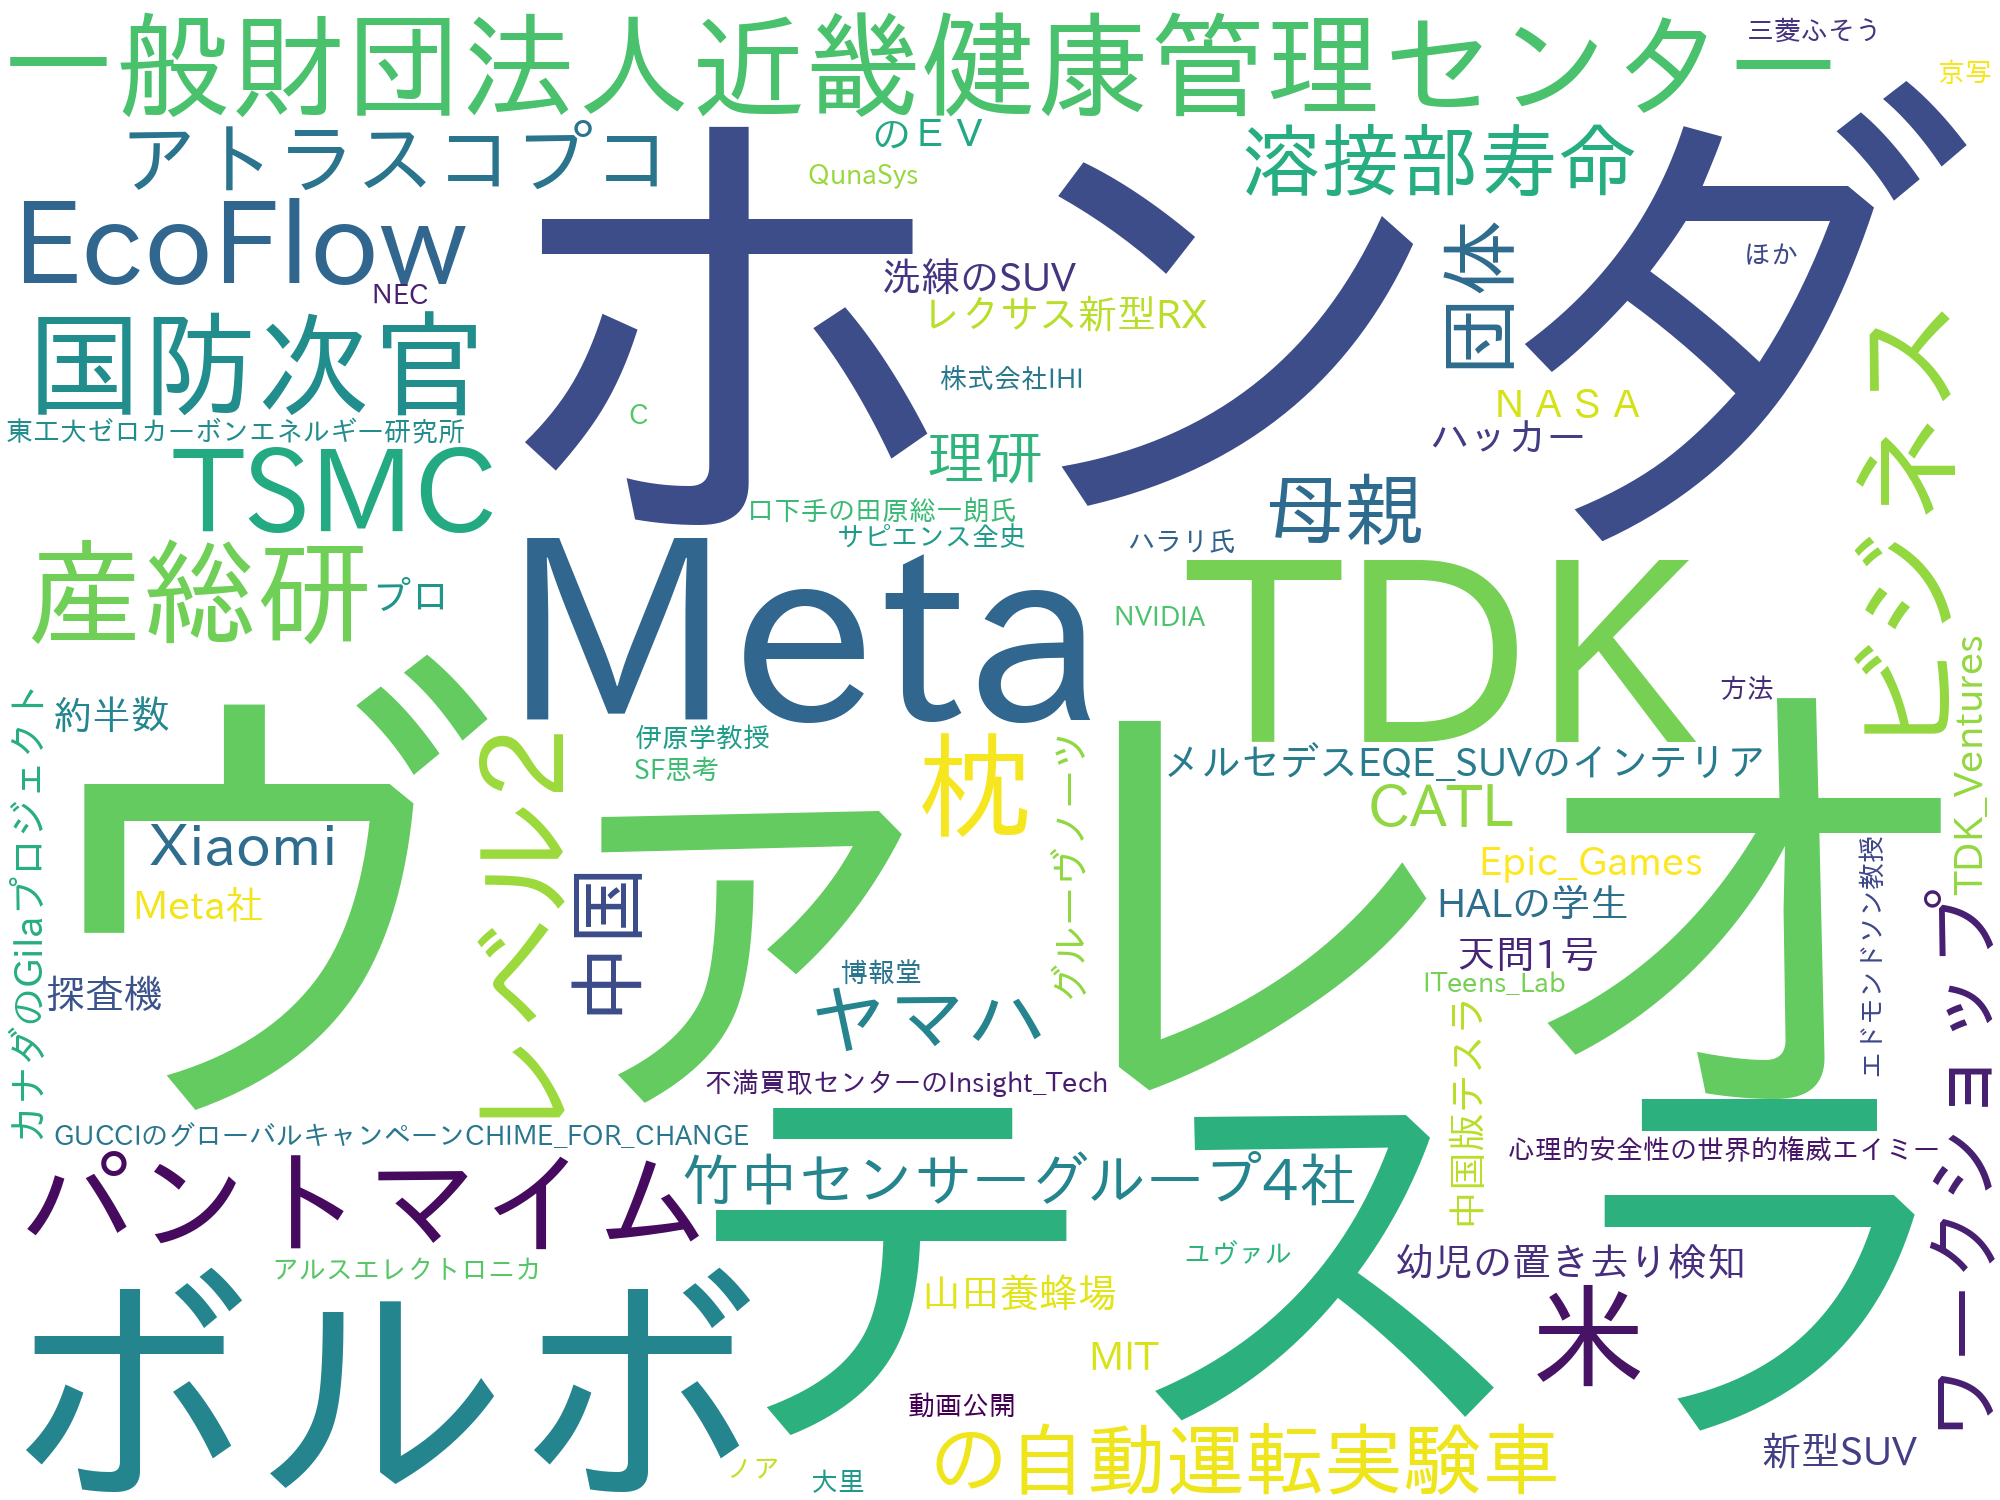 一般財団法人近畿健康管理センター
三菱ふそう
京写
アトラスコプコ
のＥＶ
QunaSys
溶接部寿命
ホンダ
EcoFlow
NEC
洗練のSUV
レクサス新型RX
団体
ほか
国防次官
株式会社IHI
ＮＡＳＡ
ハッカー
C
東工大ゼロカーボンエネルギー研究所
理研
TSMC
母親
口下手の田原総一朗氏
サピエンス全史
ハラリ氏
ビジネス
産総研
プロ
Meta
TDK
NVIDIA
TDK_Ventures
方法
約半数
カナダのGilaプロジェクト
ヴァレオ
レベル2
伊原学教授
SF思考
枕
グルーヴノーツ
メルセデスEQE_SUVのインテリア
CATL
Xiaomi
Epic_Games
Meta社
中国
HALの学生
エドモンドソン教授
天問1号
ITeens_Lab
探査機
博報堂
ヤマハ
中国版テスラ
ワークショップ
不満買取センターのInsight_Tech
GUCCIのグローバルキャンペーンCHIME_FOR_CHANGE
テスラ
心理的安全性の世界的権威エイミー
パントマイム
竹中センサーグループ4社
アルスエレクトロニカ
ユヴァル
幼児の置き去り検知
ボルボ
山田養蜂場
米
MIT
動画公開
の自動運転実験車
新型SUV
ノア
大里